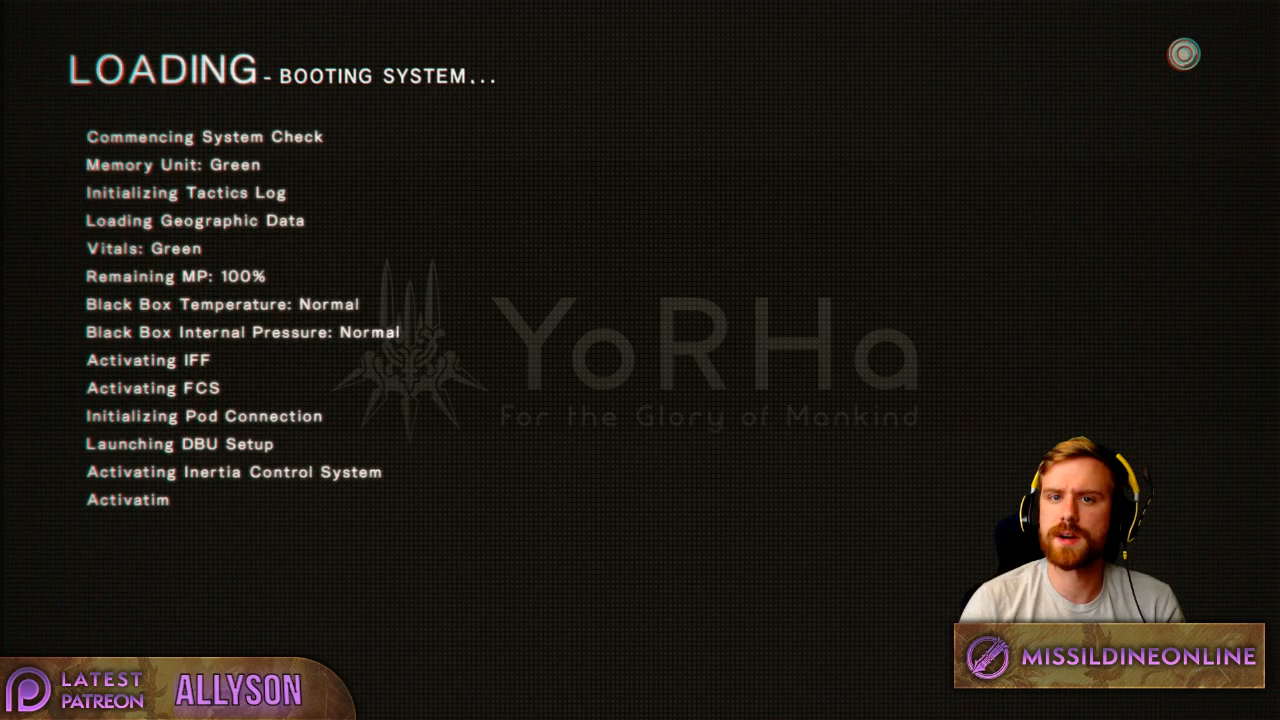 LOADING - BOOTING SYSTEM...
Commencing System Check
Memory Unit: Green
Initializing Tactics Log
Loading Geographic Data
Vitals: Green
Remaining MP: 100%
Black Box Temperature: Normal
Black Box Internal Pressure: Normal
Activating IFF
Activating FCS
Initializing Pod Connection
Launching DBU Setup
Activating Inertia Control System
Activatim
YoRHa
For the Glory of Mankind
MISSILDINEONLINE
LATEST
PATREON
ALLYSON